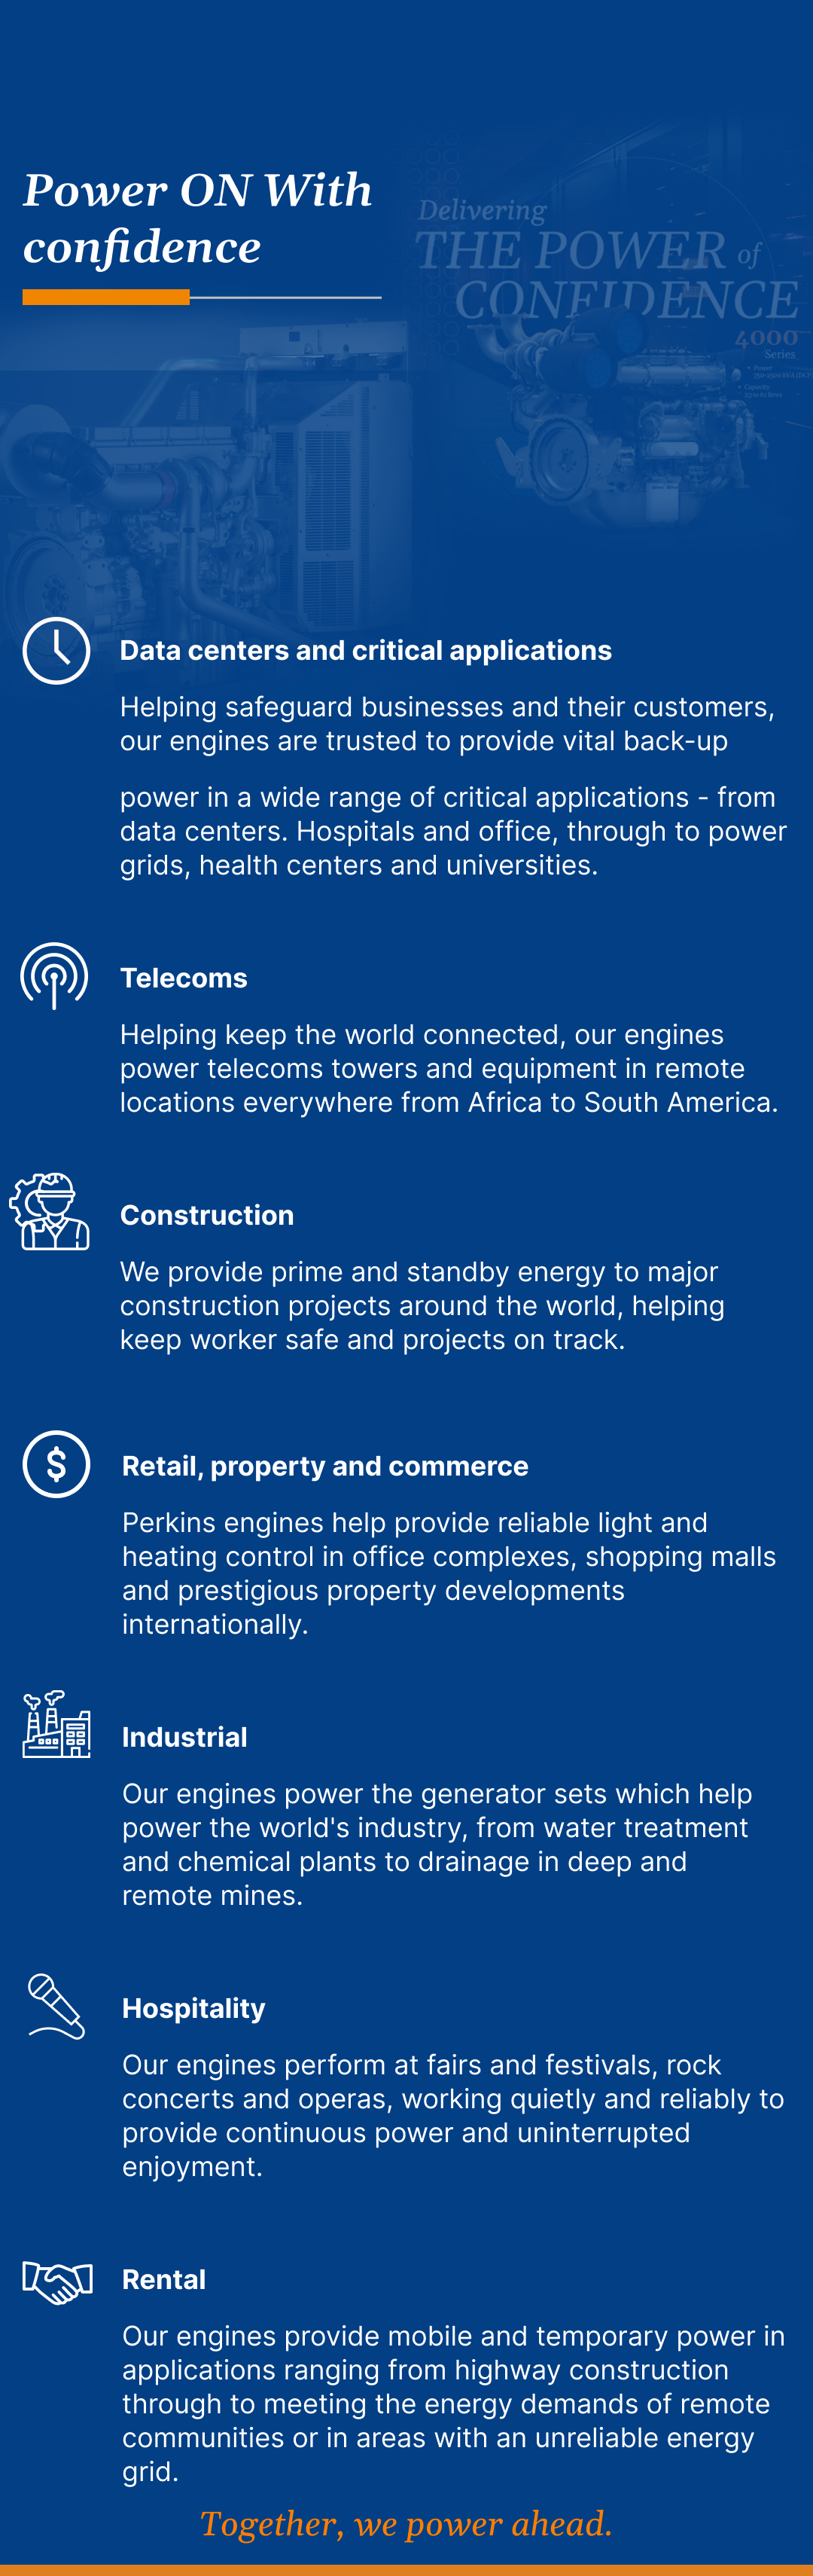 Power ON With
confidence
Delivering
THE POWER of
CONFIDENCE
4000
Series
• Power
• Capacity
Data centers and critical applications
Helping safeguard businesses and their customers,
our engines are trusted to provide vital back-up
power in a wide range of critical applications - from
data centers. Hospitals and office, through to power
grids, health centers and universities.
Telecoms
Helping keep the world connected, our engines
power telecoms towers and equipment in remote
locations everywhere from Africa to South America.
Construction
We provide prime and standby energy to major
construction projects around the world, helping
keep worker safe and projects on track.
$
Retail, property and commerce
Perkins engines help provide reliable light and
heating control in office complexes, shopping malls
and prestigious property developments
internationally.
Industrial
Our engines power the generator sets which help
power the world's industry, from water treatment
and chemical plants to drainage in deep and
remote mines.
Hospitality
Our engines perform at fairs and festivals, rock
concerts and operas, working quietly and reliably to
provide continuous power and uninterrupted
enjoyment.
Rental
Our engines provide mobile and temporary power in
applications ranging from highway construction
through to meeting the energy demands of remote
communities or in areas with an unreliable energy
grid.
Together, we power ahead.